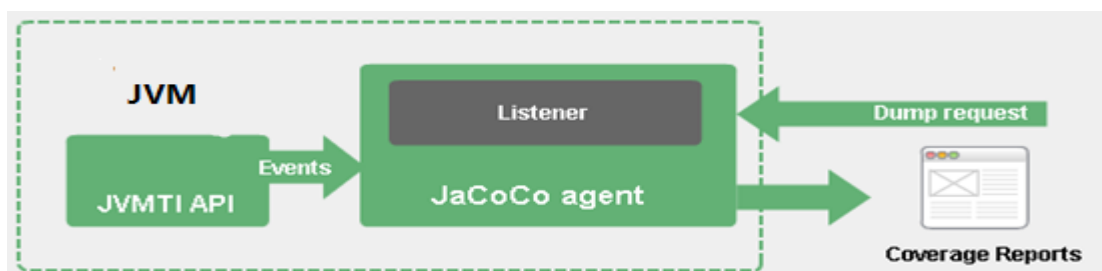 JVM
Listener
Dump request
Events
JVMTI API
JaCoCo agent
Coverage Reports